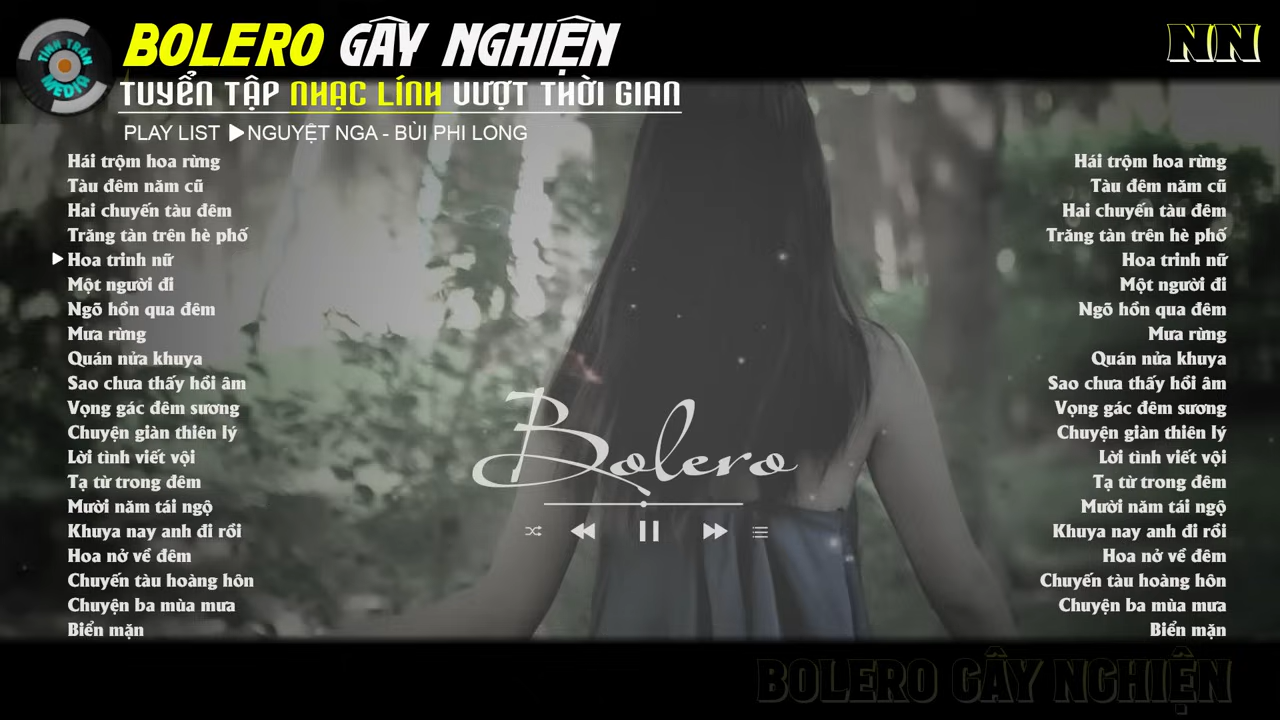 TÌNH TRẦN
MEDIA
BOLERO GÂY NGHIỆN
NN
TUYỂN TẬP NHẠC LÍNH VƯỢT THỜI GIAN
PLAY LIST ▶NGUYỆT NGA - BÙI PHI LONG
Hái trộm hoa rừng
Tàu đêm năm cũ
Hai chuyến tàu đêm
Trăng tàn trên hè phố
Hoa trinh nữ
Một người đi
Ngõ hồn qua đêm
Mưa rừng
Quán nửa khuya
Sao chưa thấy hồi âm
Vọng gác đêm sương
Chuyện giàn thiên lý
Lời tình viết vội
Tạ từ trong đêm
Mười năm tái ngộ
Khuya nay anh đi rồi
Hoa nở về đêm
Chuyến tàu hoàng hôn
Chuyện ba mùa mưa
Biển mặn
Bolero
Hái trộm hoa rừng
Tàu đêm năm cũ
Hai chuyến tàu đêm
Trăng tàn trên hè phố
Hoa trinh nữ
Một người đi
Ngõ hồn qua đêm
Mưa rừng
Quán nửa khuya
Sao chưa thấy hồi âm
Vọng gác đêm sương
Chuyện giàn thiên lý
Lời tình viết vội
Tạ từ trong đêm
Mười năm tái ngộ
Khuya nay anh đi rồi
Hoa nở về đêm
Chuyến tàu hoàng hôn
Chuyện ba mùa mưa
Biển mặn
BOLERO GÂY NGHIỆN